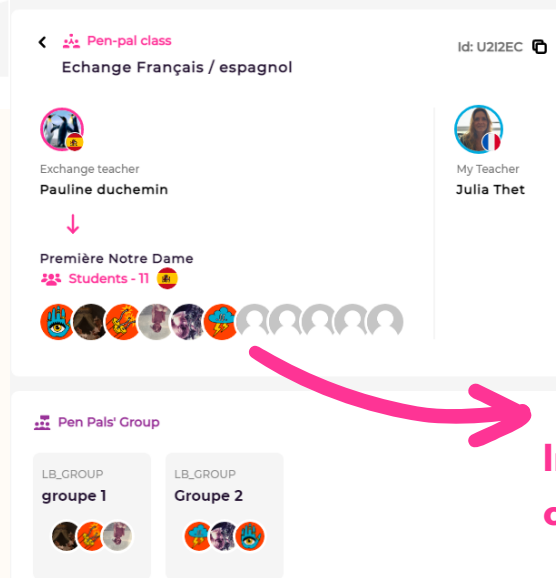 Pen-pal class
Id: U2I2EC
Echange Français / espagnol
Exchange teacher
Pauline duchemin
My Teacher
Julia Thet
Première Notre Dame
Students - 11
Pen Pals' Group
LB_GROUP
groupe 1
LB_GROUP
Groupe 2